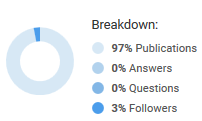 Breakdown:
97% Publications
0% Answers
0% Questions
3% Followers